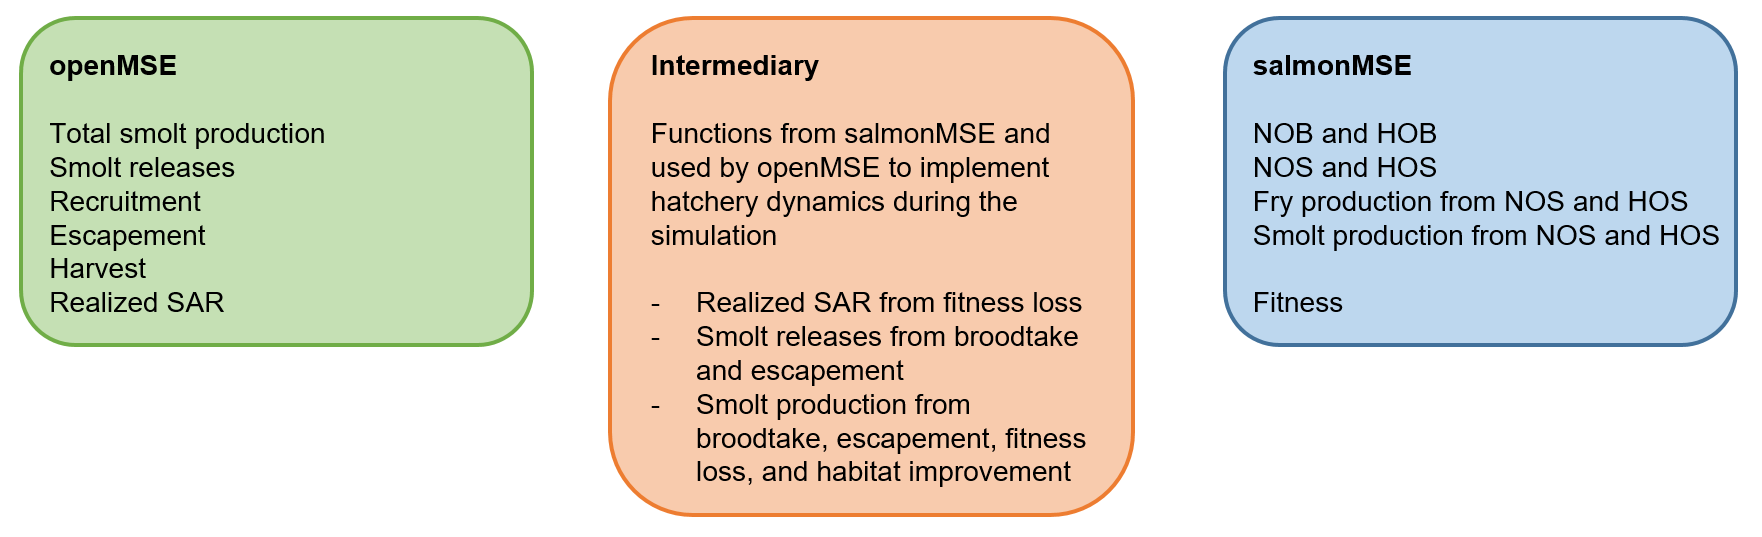 openMSE
Total smolt production
Smolt releases
Recruitment
Escapement
Harvest
Realized SAR
Intermediary
Functions from salmonMSE and
used by openMSE to implement
hatchery dynamics during the
simulation
- Realized SAR from fitness loss
- Smolt releases from broodtake
and escapement
- Smolt production from
broodtake, escapement, fitness
loss, and habitat improvement
salmonMSE
NOB and HOB
NOS and HOS
Fry production from NOS and HOS
Smolt production from NOS and HOS
Fitness